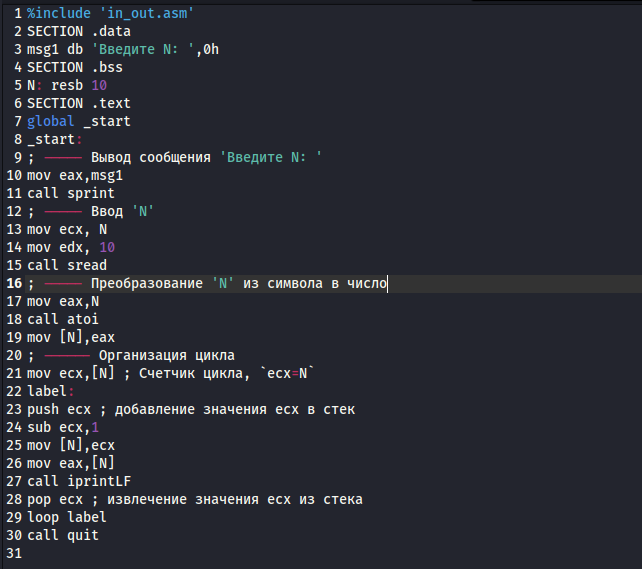 1 %include 'in_out.asm'
2 SECTION .data
3 msg1 db 'Введите N: ',0h
4 SECTION .bss
5 N: resb 10
6 SECTION .text
7 global _start
8 _start:
9 ; ----- Вывод сообщения 'Введите N: '
10 mov eax,msg1
11 call sprint
12 ; ----- Ввод 'N'
13 mov ecx, N
14 mov edx, 10
15 call sread
16 ; ----- Преобразование 'N' из символа в число
17 mov eax,N
18 call atoi
19 mov [N],eax
20 ; ------ Организация цикла
21 mov ecx,[N] ; Счетчик цикла, `ecx=N`
22 label:
23 push ecx ; добавление значения ecx в стек
24 sub ecx,1
25 mov [N],ecx
26 mov eax,[N]
27 call iprintLF
28 pop ecx ; извлечение значения ecx из стека
29 loop label
30 call quit
31